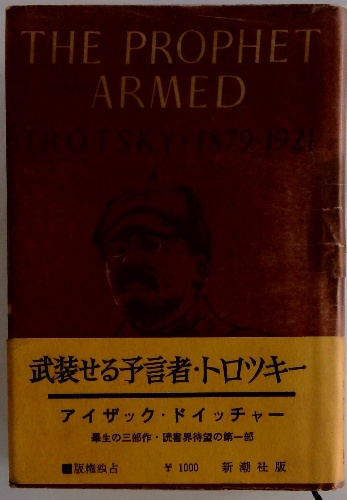 THE PROPHET
ARMED
TROTSKY・1879-1921
武装せる予言者・トロツキー
アイザック・ドイッチャー
畢生の三部作・読書界待望の第一部
■版権独占 ¥1000 新潮社版